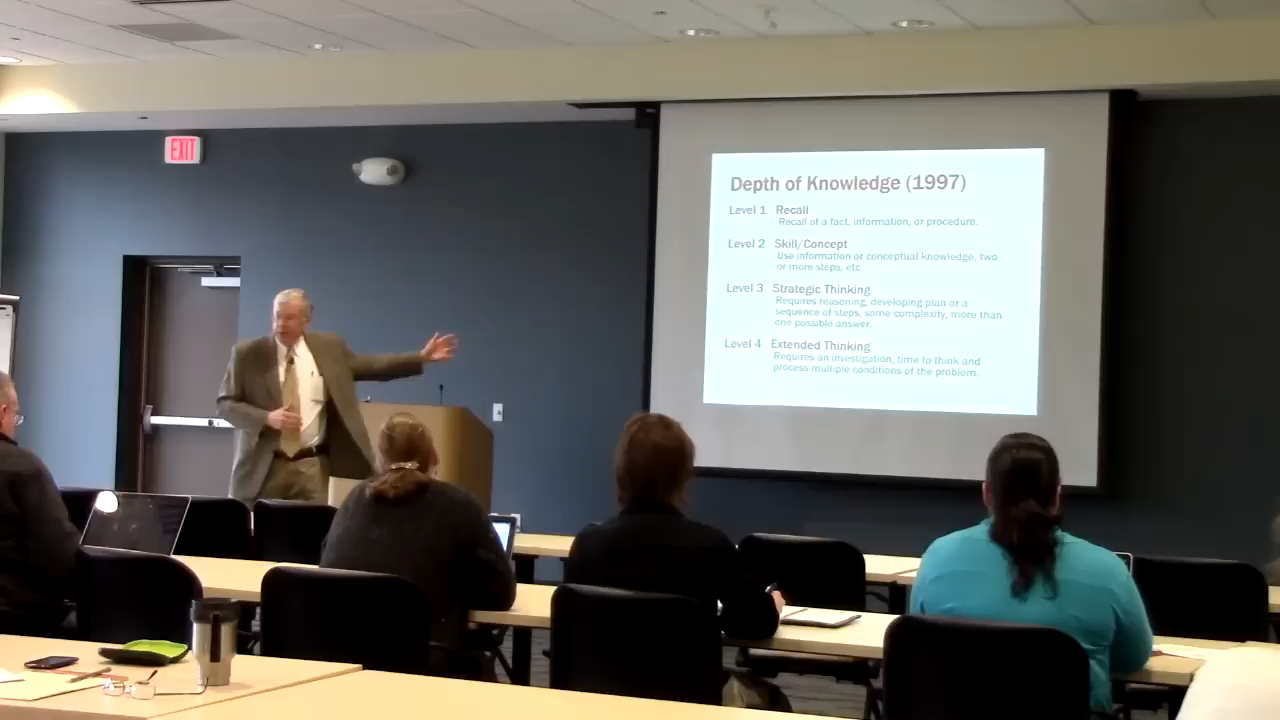 EXIT
Depth of Knowledge (1997)
Level 1 Recall
Recall of a fact, information, or procedure.
Level 2 Skill/Concept
Use information or conceptual knowledge, two
or more steps, etc.
Level 3 Strategic Thinking
Requires reasoning, developing plan or a
sequence of steps, some complexity, more than
one possible answer.
Level 4 Extended Thinking
Requires an investigation, time to think and
process multiple conditions of the problem.